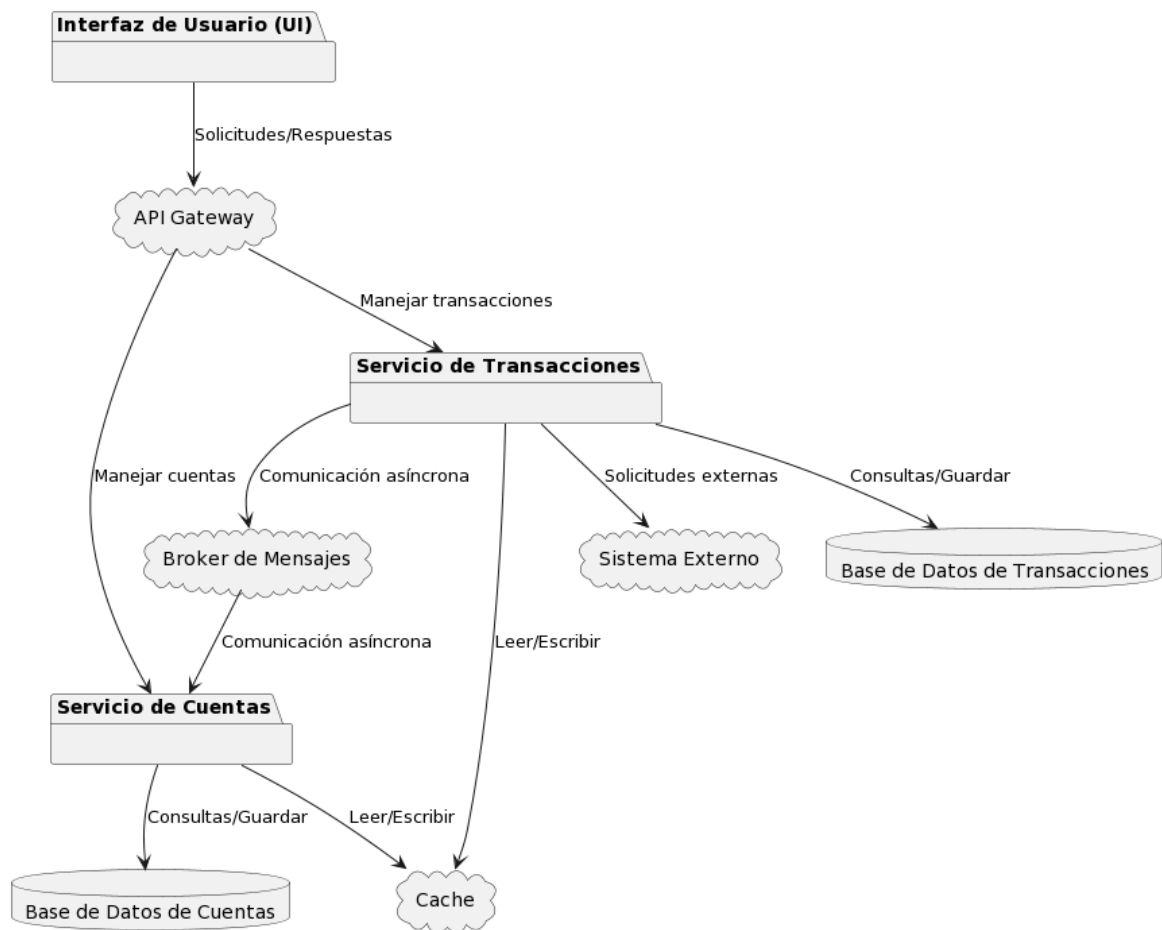 Interfaz de Usuario (UI)
Solicitudes/Respuestas
API Gateway
Manejar transacciones
Servicio de Transacciones
Manejar cuentas
Comunicación asíncrona
Solicitudes externas
Consultas/Guardar
Broker de Mensajes
Sistema Externo
Base de Datos de Transacciones
Comunicación asíncrona
Leer/Escribir
Servicio de Cuentas
Consultas/Guardar
Leer/Escribir
Base de Datos de Cuentas
Cache